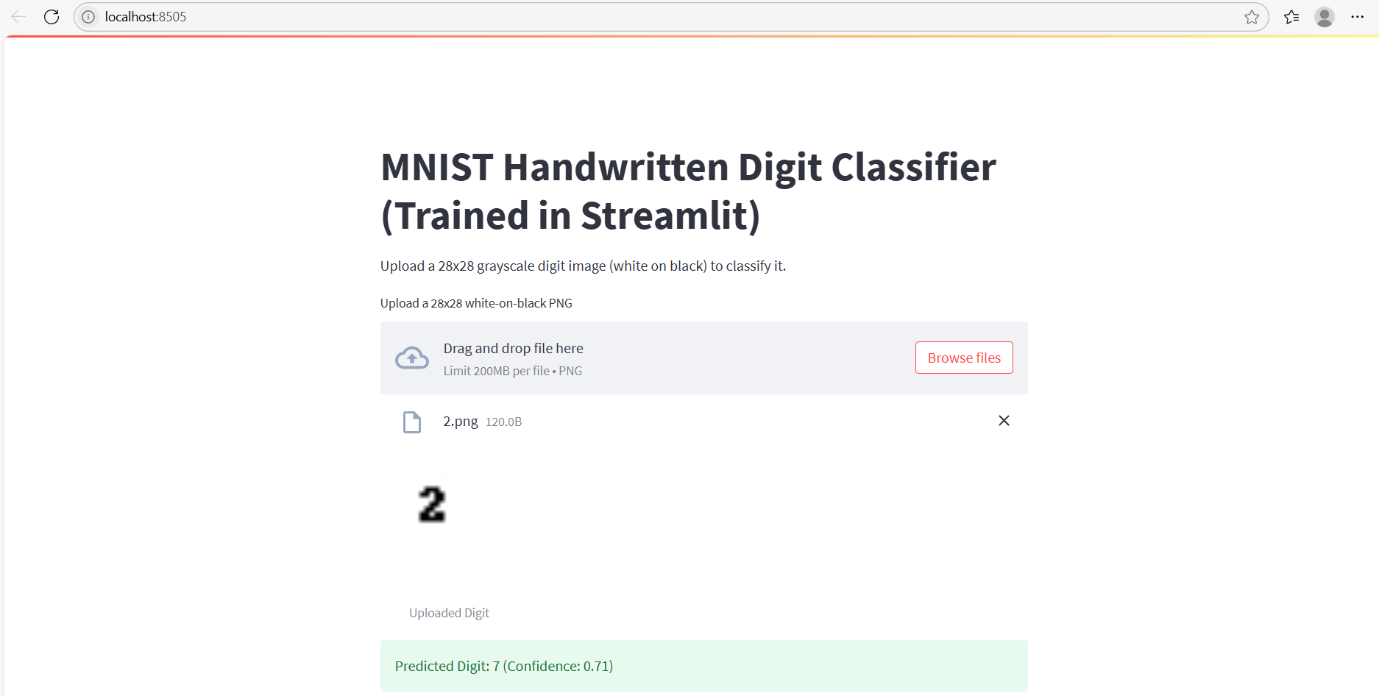 localhost:8505
MNIST Handwritten Digit Classifier
(Trained in Streamlit)
Upload a 28x28 grayscale digit image (white on black) to classify it.
Upload a 28x28 white-on-black PNG
Drag and drop file here
Limit 200MB per file • PNG
Browse files
2.png 120.0B
2
Uploaded Digit
Predicted Digit: 7 (Confidence: 0.71)